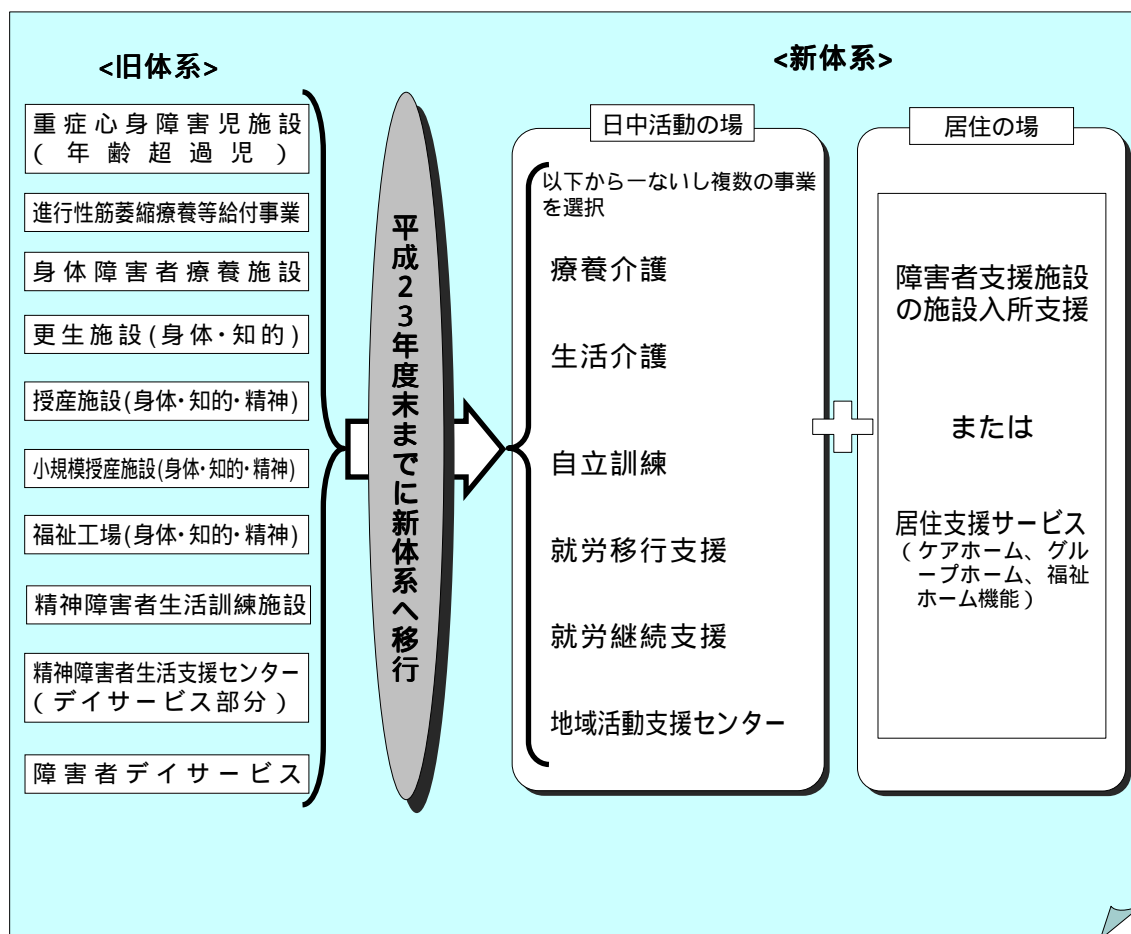 <旧体系>
重症心身障害児施設
(年齢超過児)
進行性筋萎縮療養等給付事業
身体障害者療養施設
更生施設(身体・知的)
授産施設(身体・知的・精神)
小規模授産施設(身体・知的・精神)
福祉工場(身体・知的・精神)
精神障害者生活訓練施設
精神障害者生活支援センター
(デイサービス部分)
障害者デイサービス
平成23年度末までに新体系へ移行
<新体系>
日中活動の場
以下から一ないし複数の事業
を選択
療養介護
生活介護
自立訓練
就労移行支援
就労継続支援
地域活動支援センター
居住の場
障害者支援施設
の施設入所支援
または
居住支援サービス
(ケアホーム、グル
ープホーム、福祉
ホーム機能)